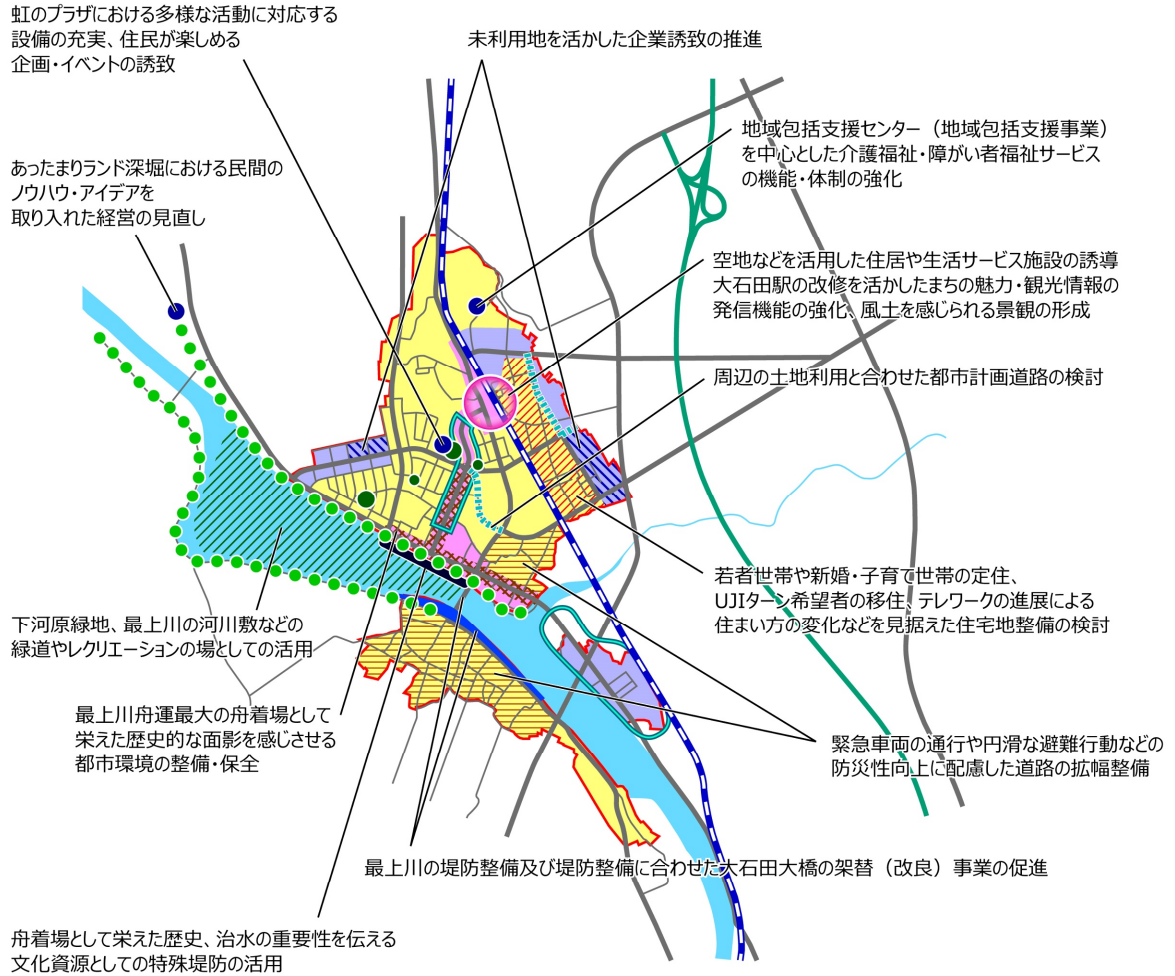 虹のプラザにおける多様な活動に対応する
設備の充実、住民が楽しめる
企画・イベントの誘致
未利用地を活かした企業誘致の推進
地域包括支援センター（地域包括支援事業）
を中心とした介護福祉・障がい者福祉サービス
の機能・体制の強化
あったまりランド深堀における民間の
ノウハウ・アイデアを
取り入れた経営の見直し
空地などを活用した住居や生活サービス施設の誘導
大石田駅の改修を活かしたまちの魅力・観光情報の
発信機能の強化、風土を感じられる景観の形成
周辺の土地利用と合わせた都市計画道路の検討
若者世帯や新婚・子育て世帯の定住、
UJIターン希望者の移住、テレワークの進展による
住まい方の変化などを見据えた住宅地整備の検討
下河原緑地、最上川の河川敷などの
緑道やレクリエーションの場としての活用
最上川舟運最大の舟着場として
栄えた歴史的な面影を感じさせる
都市環境の整備・保全
緊急車両の通行や円滑な避難行動などの
防災性向上に配慮した道路の拡幅整備
最上川の堤防整備及び堤防整備に合わせた大石田大橋の架替（改良）事業の促進
舟着場として栄えた歴史、治水の重要性を伝える
文化資源としての特殊堤防の活用